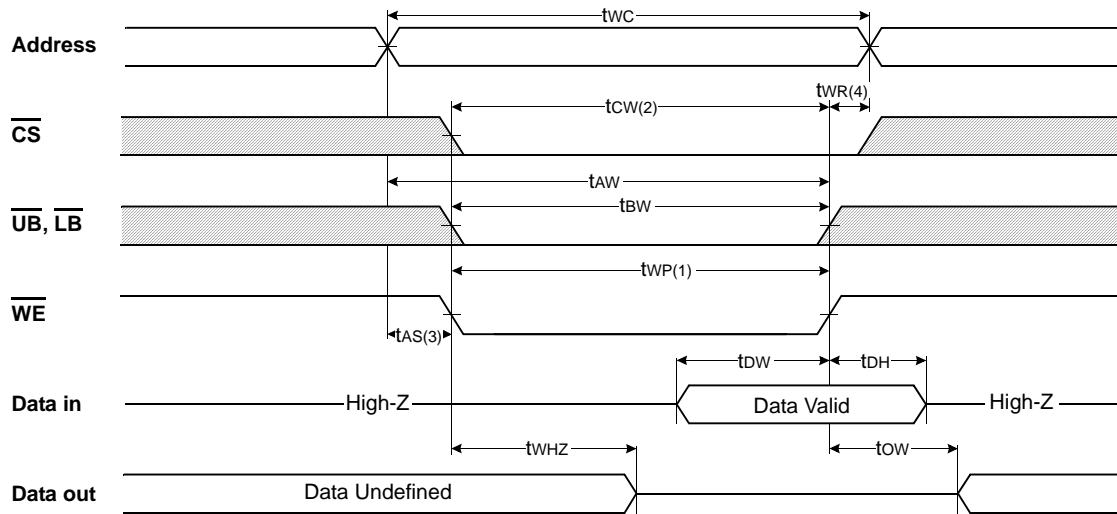 tWC
Address
tWR(4)
tCW(2)
CS
tAW
tBW
UB, LB
tWP(1)
WE
tAS(3)
tDW
tDH
Data in
High-Z
Data Valid
High-Z
tWHZ
tOW
Data out
Data Undefined